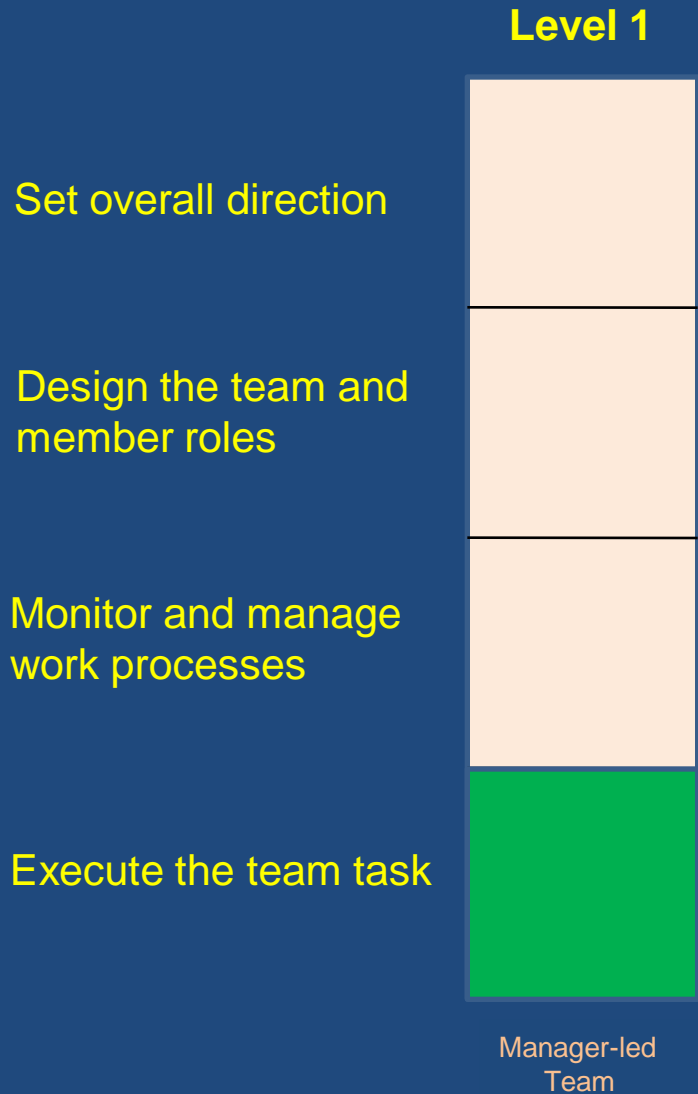 Level 1
Set overall direction
Design the team and
member roles
Monitor and manage
work processes
Execute the team task
Manager-led
Team